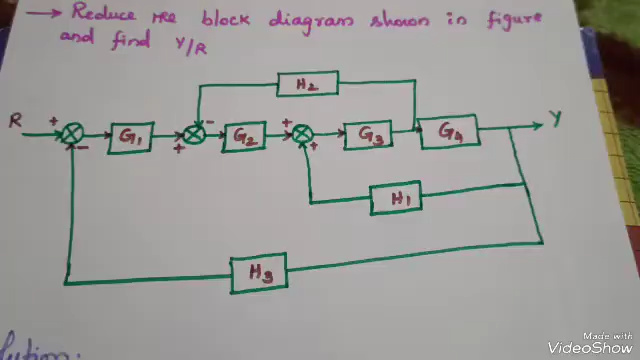 → Reduce the block diagram shown in figure
and find Y/R
H₂
R + - G₁ + - G₂ + + G₃ G₄ Y
H₁
H₃
lution:
Made with
VideoShow